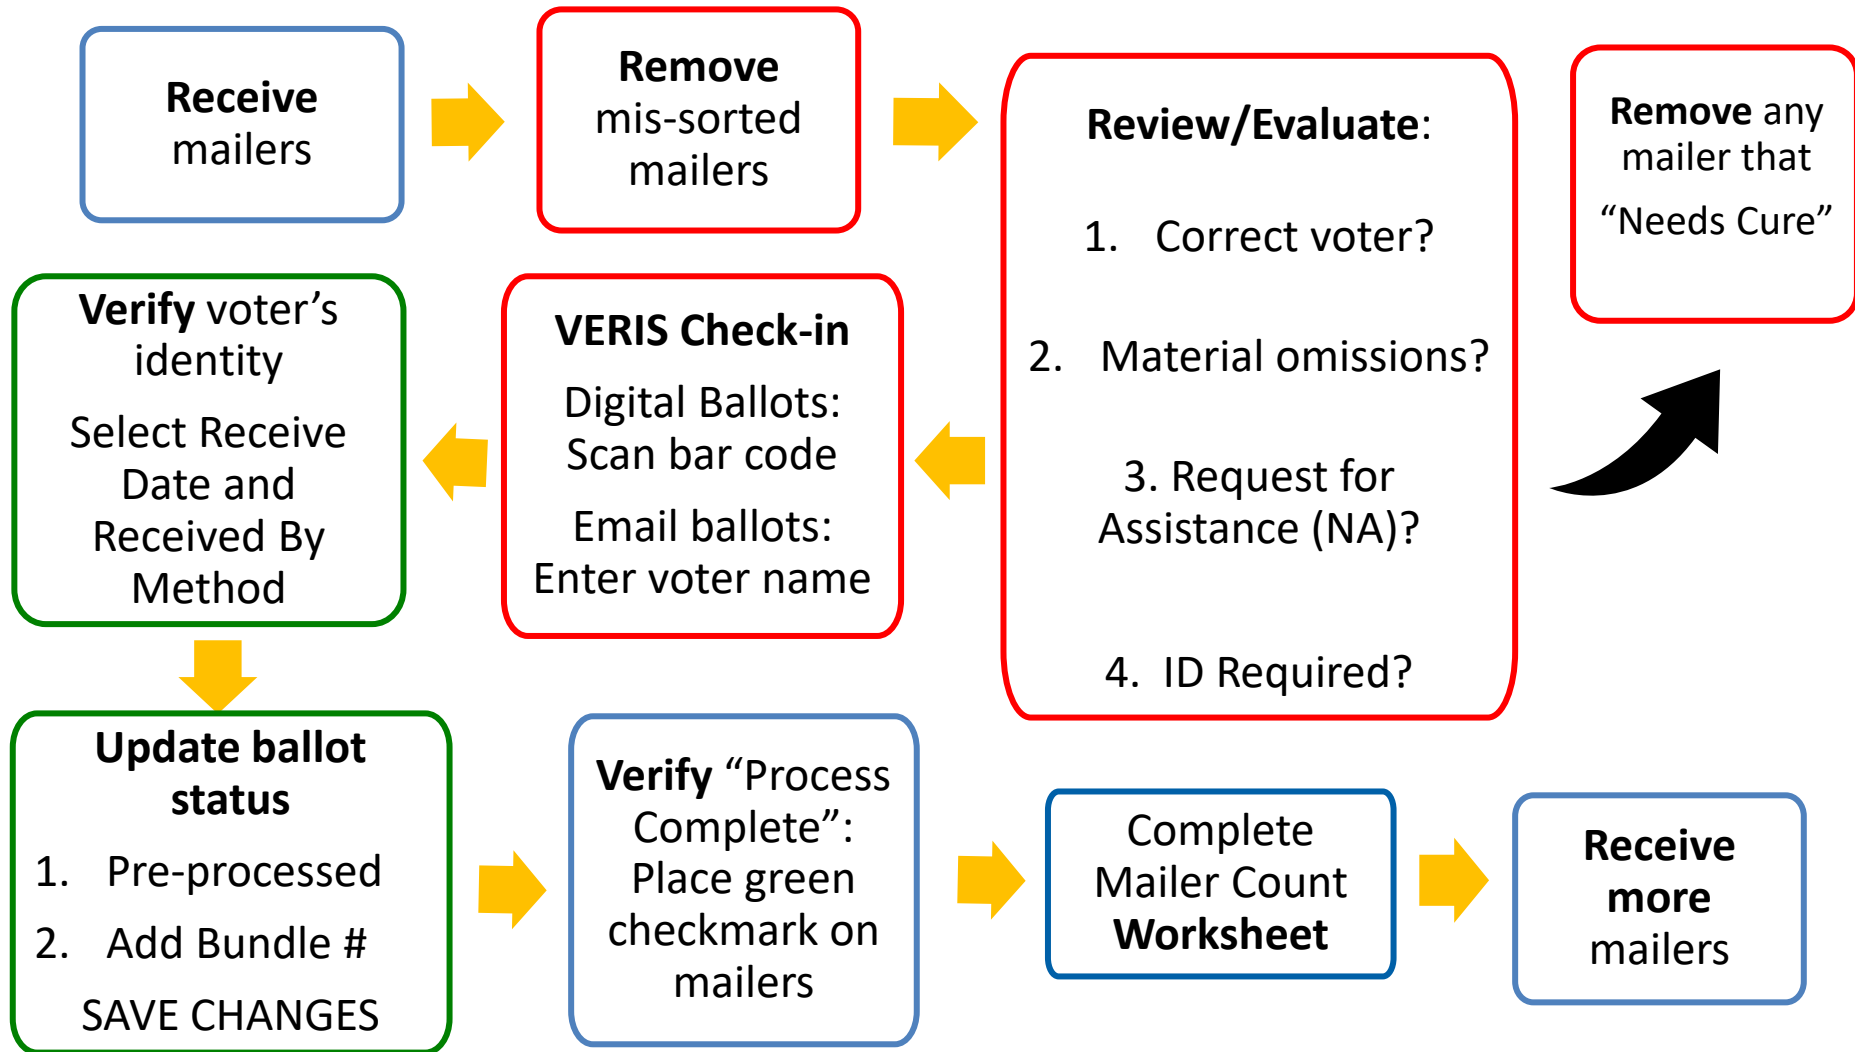 Receive
mailers
Remove
mis-sorted
mailers
Review/Evaluate:
1. Correct voter?
2. Material omissions?
3. Request for
Assistance (NA)?
4. ID Required?
Remove any
mailer that
“Needs Cure”
VERIS Check-in
Digital Ballots:
Scan bar code
Email ballots:
Enter voter name
Verify voter’s
identity
Select Receive
Date and
Received By
Method
Update ballot
status
1. Pre-processed
2. Add Bundle #
SAVE CHANGES
Verify “Process
Complete”:
Place green
checkmark on
mailers
Complete
Mailer Count
Worksheet
Receive
more
mailers